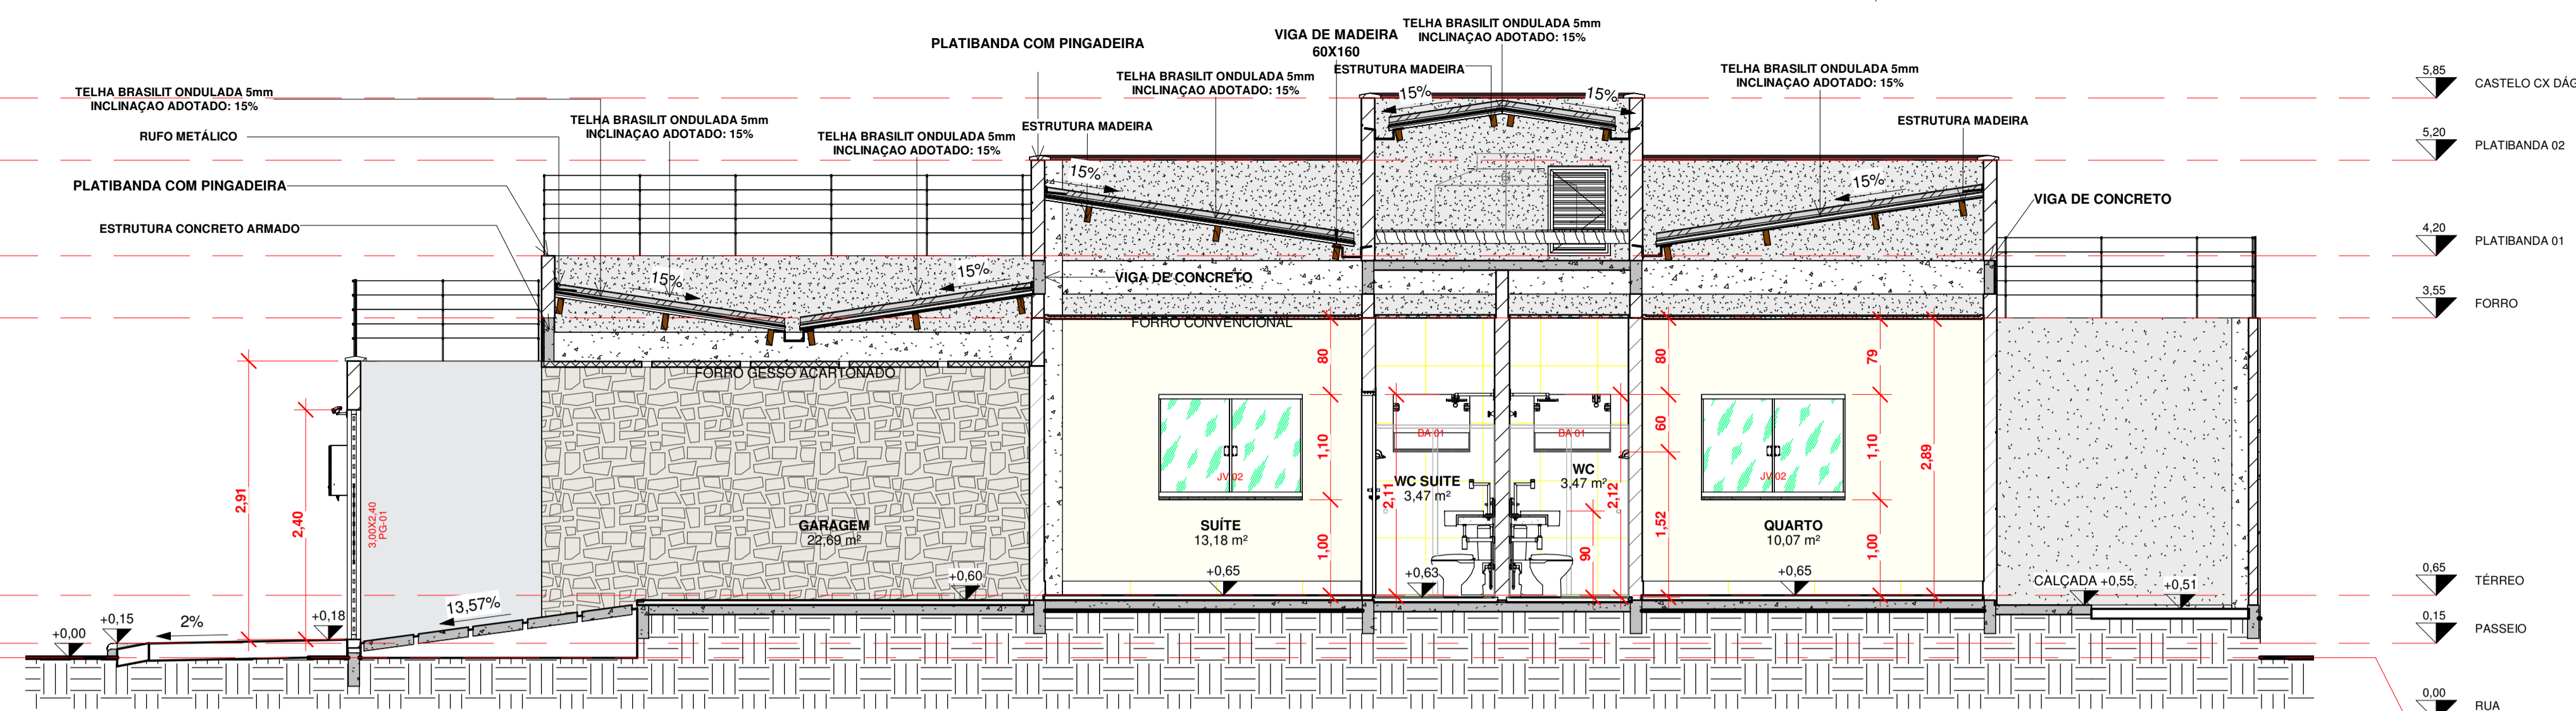 TELHA BRASILIT ONDULADA 5mm
INCLINAÇAO ADOTADO: 15%
VIGA DE MADEIRA
60X160
PLATIBANDA COM PINGADEIRA
ESTRUTURA MADEIRA
TELHA BRASILIT ONDULADA 5mm
INCLINAÇAO ADOTADO: 15%
TELHA BRASILIT ONDULADA 5mm
INCLINAÇAO ADOTADO: 15%
TELHA BRASILIT ONDULADA 5mm
INCLINAÇAO ADOTADO: 15%
RUFO METÁLICO
TELHA BRASILIT ONDULADA 5mm
INCLINAÇAO ADOTADO: 15%
TELHA BRASILIT ONDULADA 5mm
INCLINAÇAO ADOTADO: 15%
ESTRUTURA MADEIRA
ESTRUTURA MADEIRA
PLATIBANDA COM PINGADEIRA
ESTRUTURA CONCRETO ARMADO
VIGA DE CONCRETO
VIGA DE CONCRETO
15%
15%
15%
15%
15%
15%
FORRO CONVENCIONAL
FORRO GESSO ACARTONADO
2,91
2,40
3,00X2,40
PG-01
GARAGEM
22,69 m²
+0,60
13,57%
2%
+0,00
+0,15
+0,18
80
1,10
1,00
JV 02
SUÍTE
13,18 m²
+0,65
BA 01
2,11
WC SUITE
3,47 m²
+0,63
BA 01
WC
3,47 m²
2,12
90
80
60
1,52
JV 02
QUARTO
10,07 m²
+0,65
79
1,10
1,00
2,89
CALÇADA +0,55
+0,51
5,85
CASTELO CX DÁG
5,20
PLATIBANDA 02
4,20
PLATIBANDA 01
3,55
FORRO
0,65
TÉRREO
0,15
PASSEIO
0,00
RUA